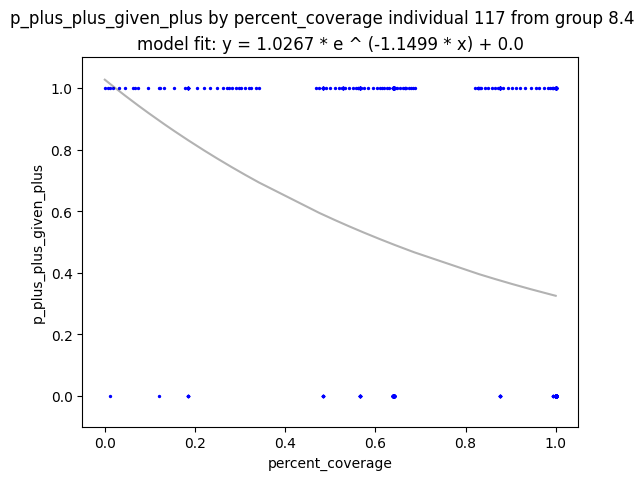 p_plus_plus_given_plus by percent_coverage individual 117 from group 8.4
model fit: y = 1.0267 * e ^ (-1.1499 * x) + 0.0
p_plus_plus_given_plus
1.0
0.8
0.6
0.4
0.2
0.0
0.0 0.2 0.4 0.6 0.8 1.0
percent_coverage